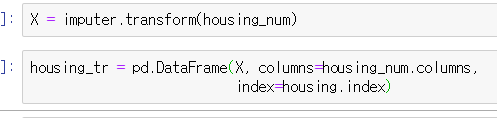 ]: X = imputer.transform(housing_num)
]: housing_tr = pd.DataFrame(X, columns=housing_num.columns,
index=housing.index)